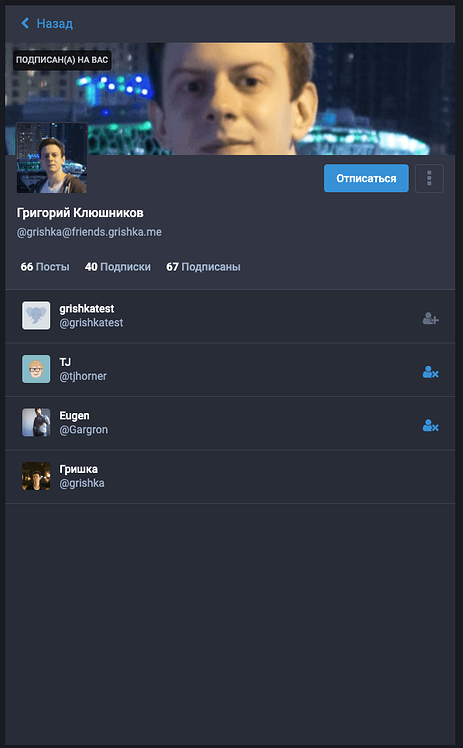 Назад
ПОДПИСАН(А) НА ВАС
Отписаться
Григорий Клюшников
@grishka@friends.grishka.me
66 Посты 40 Подписки 67 Подписаны
grishkatest
@grishkatest
TJ
@tjhorner
Eugen
@Gargron
Гришка
@grishka